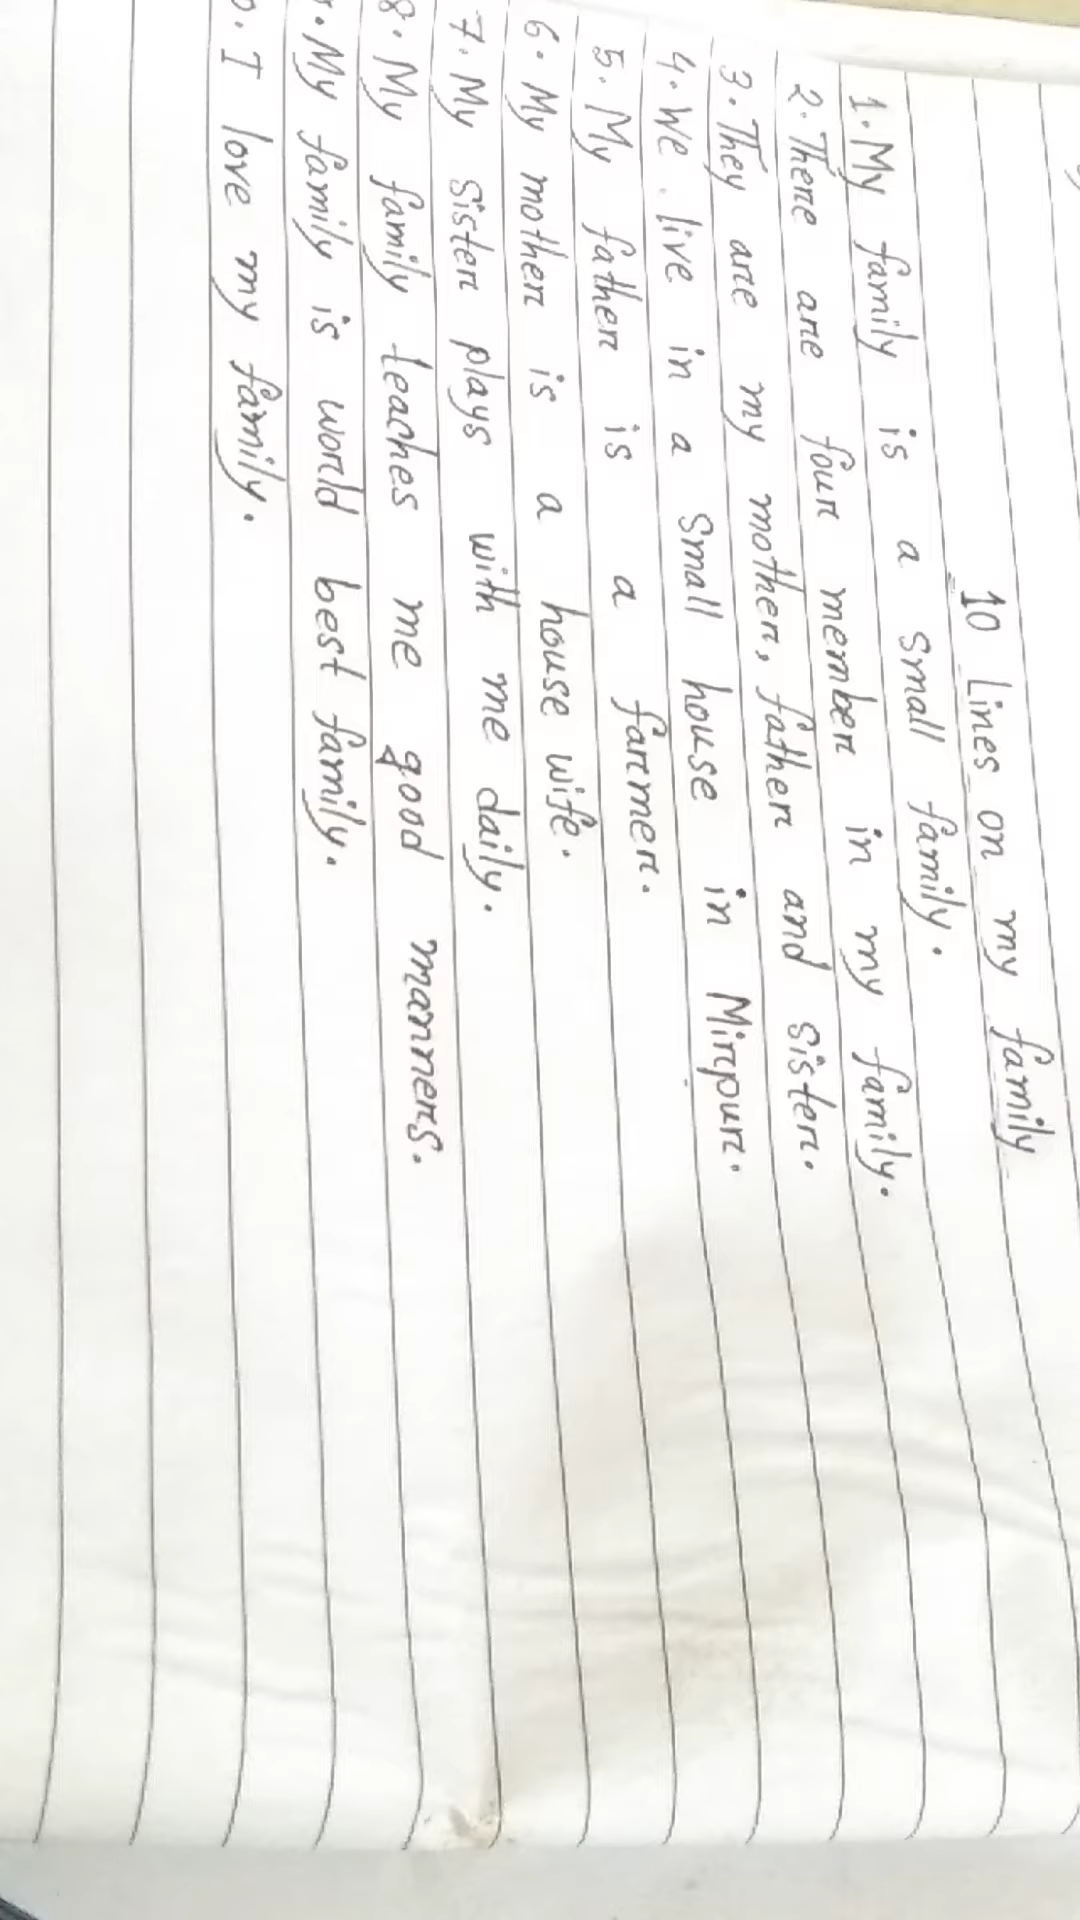 10 Lines on my family
1. My family is a small family.
2. There are four member in my family.
3. They are my mother, father and sister.
4. We live in a small house in Mirpur.
5. My father is a farmer.
6. My mother is a house wife.
7. My sister plays with me daily.
8. My family teaches me good manners.
. My family is world best family.
0. I love my family.